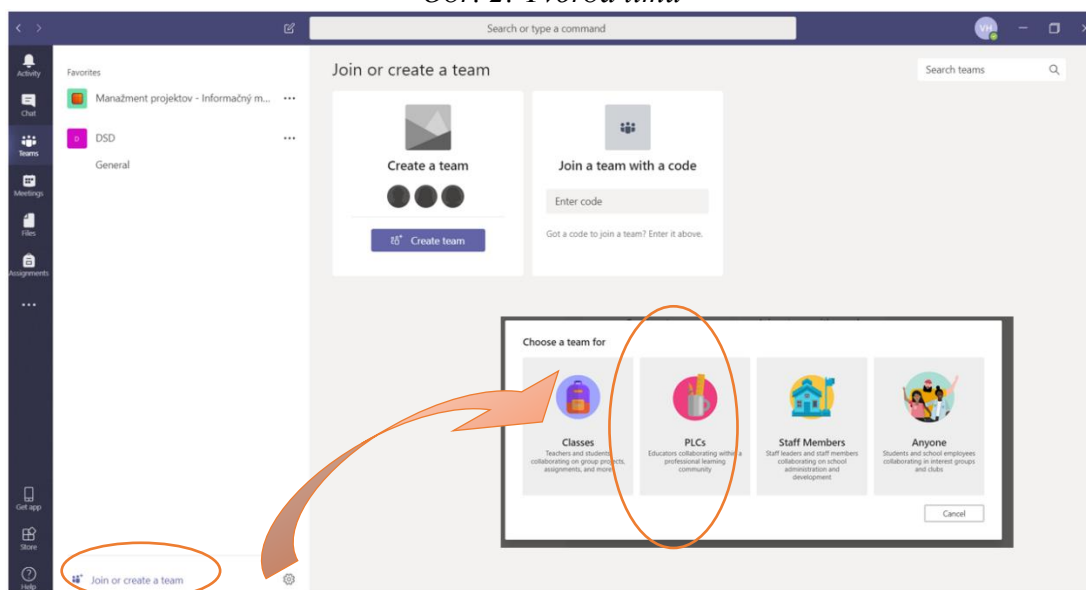 Search or type a command
VH
Activity
Chat
Teams
Meetings
Files
Assignments
...
Get app
Store
Help
Favorites
Manažment projektov - Informačný m... ...
D DSD ...
General
Join or create a team
Join or create a team
Search teams
Create a team
Create team
Join a team with a code
Enter code
Got a code to join a team? Enter it above.
Choose a team for
Classes
Teachers and students
collaborating on group projects,
assignments, and more
PLCs
Educators collaborating within a
professional learning
community
Staff Members
Staff leaders and staff members
collaborating on school
administration and
development
Anyone
Students and school employees
collaborating in interest groups
and clubs
Cancel